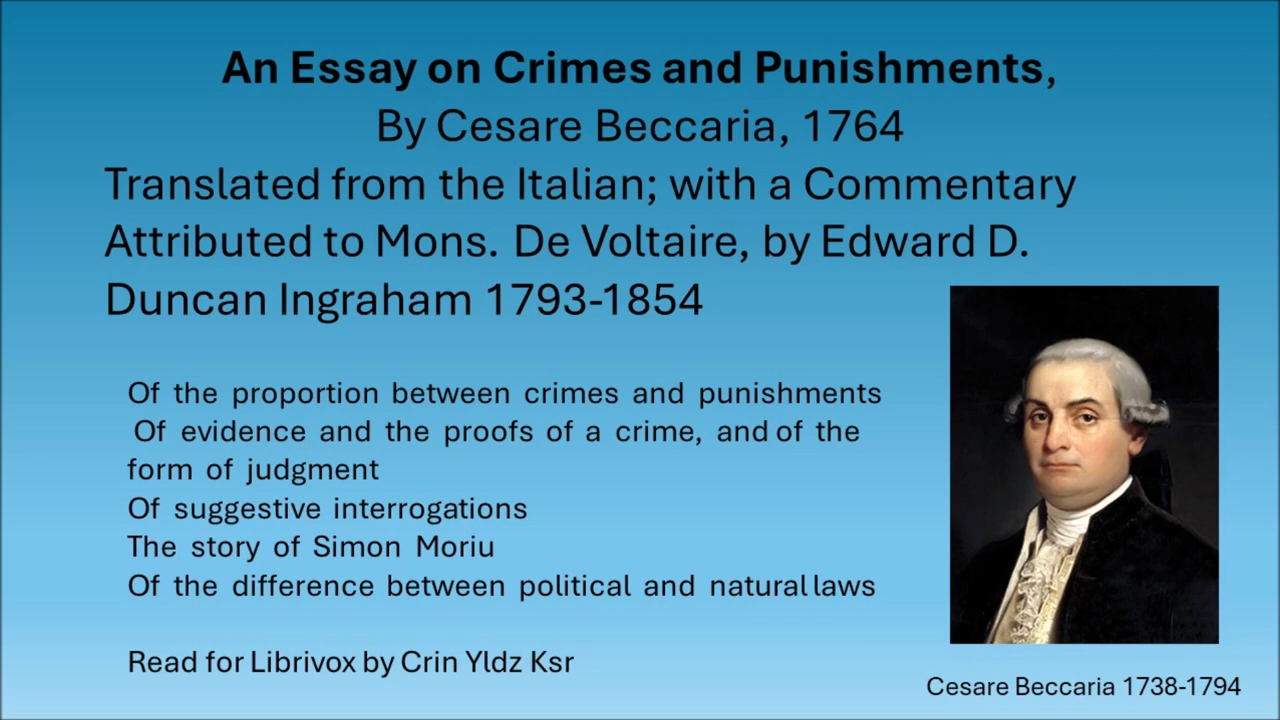 An Essay on Crimes and Punishments,
By Cesare Beccaria, 1764
Translated from the Italian; with a Commentary
Attributed to Mons. De Voltaire, by Edward D.
Duncan Ingraham 1793-1854
Of the proportion between crimes and punishments
Of evidence and the proofs of a crime, and of the
form of judgment
Of suggestive interrogations
The story of Simon Moriu
Of the difference between political and natural laws
Read for Librivox by Crin Yldz Ksr
Cesare Beccaria 1738-1794